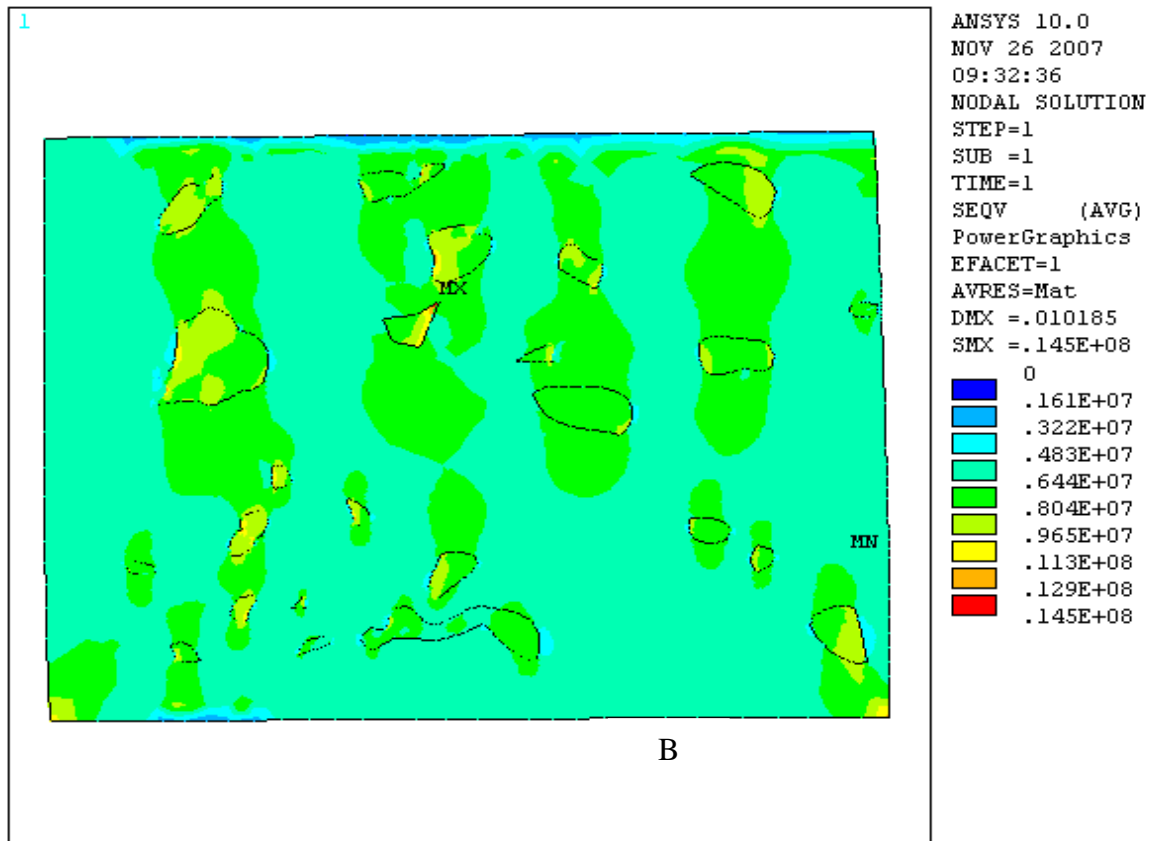 1
ANSYS 10.0
NOV 26 2007
09:32:36
NODAL SOLUTION
STEP=1
SUB =1
TIME=1
SEQV (AVG)
PowerGraphics
EFACET=1
AVRES=Mat
DMX =.010185
SMX =.145E+08
0
.161E+07
.322E+07
.483E+07
.644E+07
.804E+07
.965E+07
.113E+08
.129E+08
.145E+08
MX
MN
B